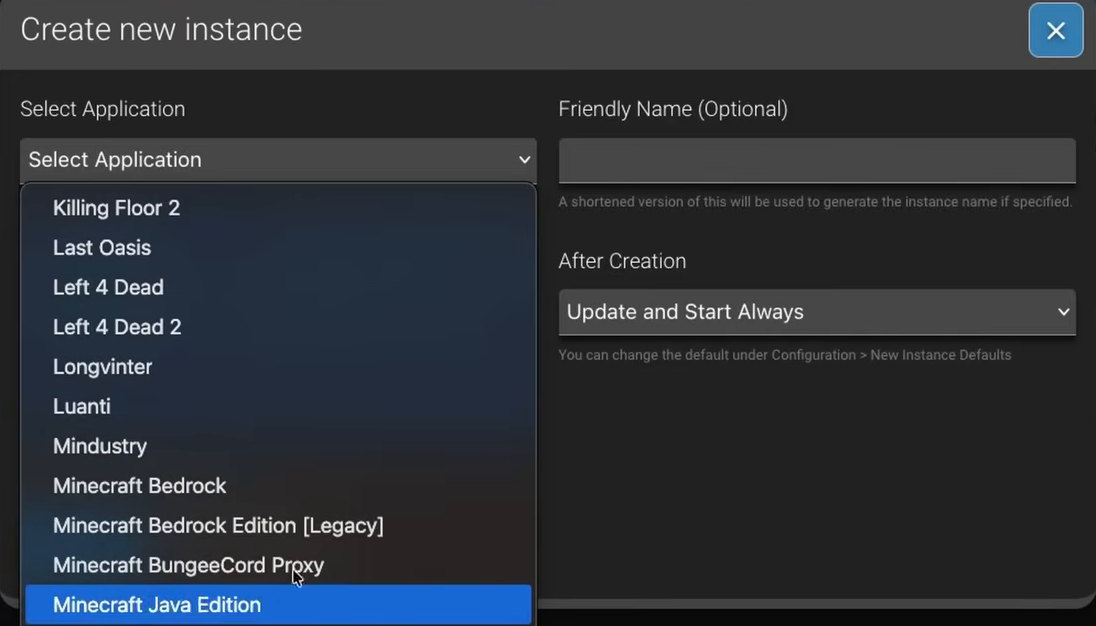 Create new instance
Select Application
Select Application
Killing Floor 2
Last Oasis
Left 4 Dead
Left 4 Dead 2
Longvinter
Luanti
Mindustry
Minecraft Bedrock
Minecraft Bedrock Edition [Legacy]
Minecraft BungeeCord Proxy
Minecraft Java Edition
Friendly Name (Optional)
A shortened version of this will be used to generate the instance name if specified.
After Creation
Update and Start Always
You can change the default under Configuration > New Instance Defaults